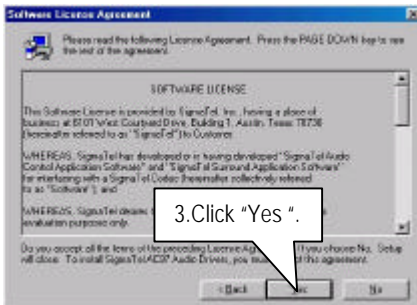 Software License Agreement
Please read the following License Agreement. Press the PAGE DOWN key to see
the rest of the agreement.
SOFTWARE LICENSE
This Software License is provided by SigmaTel, Inc., having a place of
business at 6101 West Courtyard Drive, Building 1, Austin, Texas 78730
(hereinafter referred to as "SigmaTel") to Customer.
WHEREAS, SigmaTel has developed or is having developed "SigmaTel Audio
Control Application Software" and "SigmaTel Surround Application Software"
for interfacing with a SigmaTel Codec (hereinafter collectively referred
to as "Software"); and
WHEREAS, SigmaTel desires
evaluation purposes only.
3.Click "Yes ".
Do you accept all the terms of the preceding License Agr If you choose No, Setup
will close. To install SigmaTel AC97 Audio Drivers, you must this agreement.
< Back
Yes
No